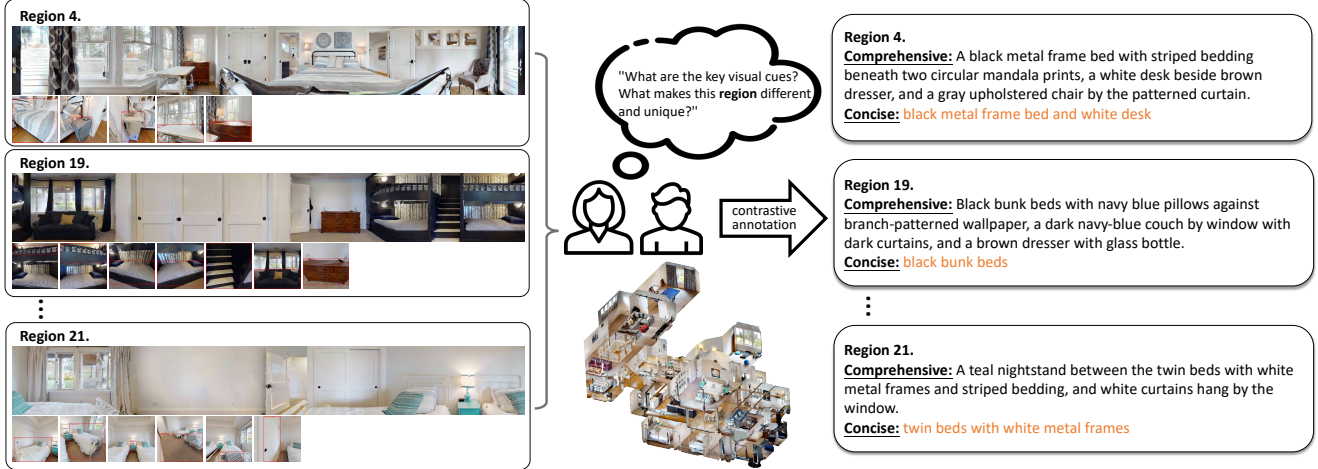 Region 4.
Region 19.
Region 21.
"What are the key visual cues?
What makes this region different
and unique?"
contrastive
annotation
Region 4.
Comprehensive: A black metal frame bed with striped bedding
beneath two circular mandala prints, a white desk beside brown
dresser, and a gray upholstered chair by the patterned curtain.
Concise: black metal frame bed and white desk
Region 19.
Comprehensive: Black bunk beds with navy blue pillows against
branch-patterned wallpaper, a dark navy-blue couch by window with
dark curtains, and a brown dresser with glass bottle.
Concise: black bunk beds
Region 21.
Comprehensive: A teal nightstand between the twin beds with white
metal frames and striped bedding, and white curtains hang by the
window.
Concise: twin beds with white metal frames